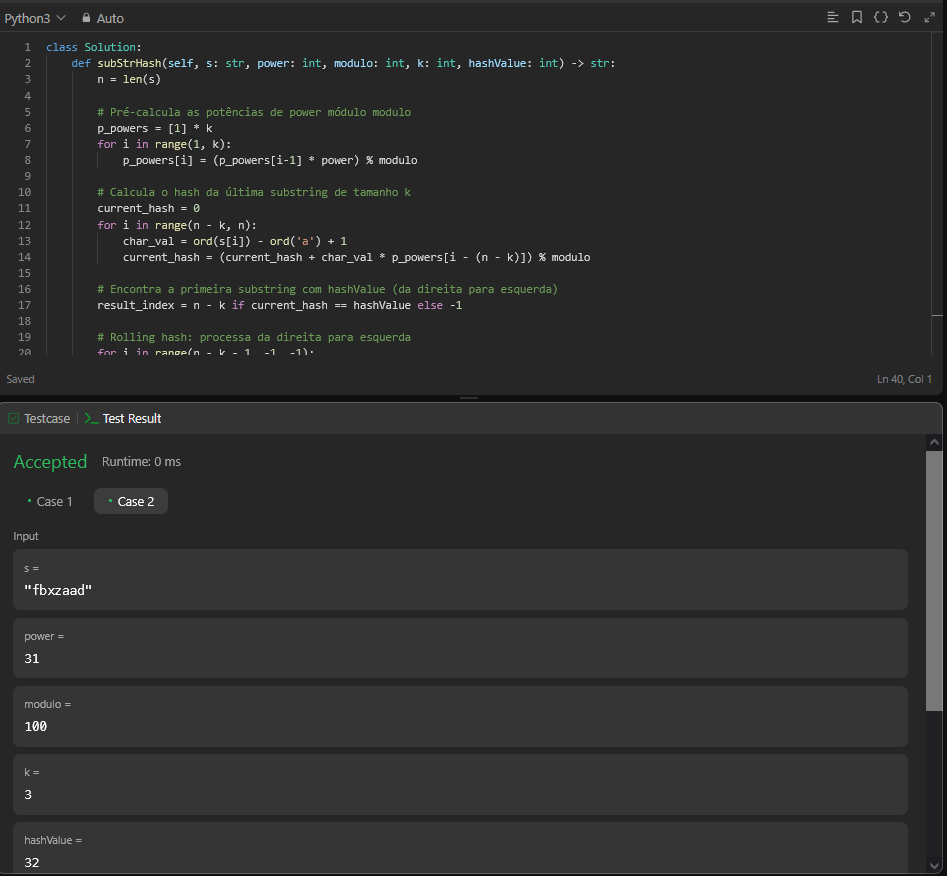 Python3 Auto
1 class Solution:
2 def subStrHash(self, s: str, power: int, modulo: int, k: int, hashValue: int) -> str:
3 n = len(s)
4
5 # Pré-calcula as potências de power módulo modulo
6 p_powers = [1] * k
7 for i in range(1, k):
8 p_powers[i] = (p_powers[i-1] * power) % modulo
9
10 # Calcula o hash da última substring de tamanho k
11 current_hash = 0
12 for i in range(n - k, n):
13 char_val = ord(s[i]) - ord('a') + 1
14 current_hash = (current_hash + char_val * p_powers[i - (n - k)]) % modulo
15
16 # Encontra a primeira substring com hashValue (da direita para esquerda)
17 result_index = n - k if current_hash == hashValue else -1
18
19 # Rolling hash: processa da direita para esquerda
20 for i in range(n - k - 1, -1, -1):
Saved Ln 40, Col 1
Testcase Test Result
Accepted Runtime: 0 ms
Case 1 Case 2
Input
s =
"fbxzaad"
power =
31
modulo =
100
k =
3
hashValue =
32